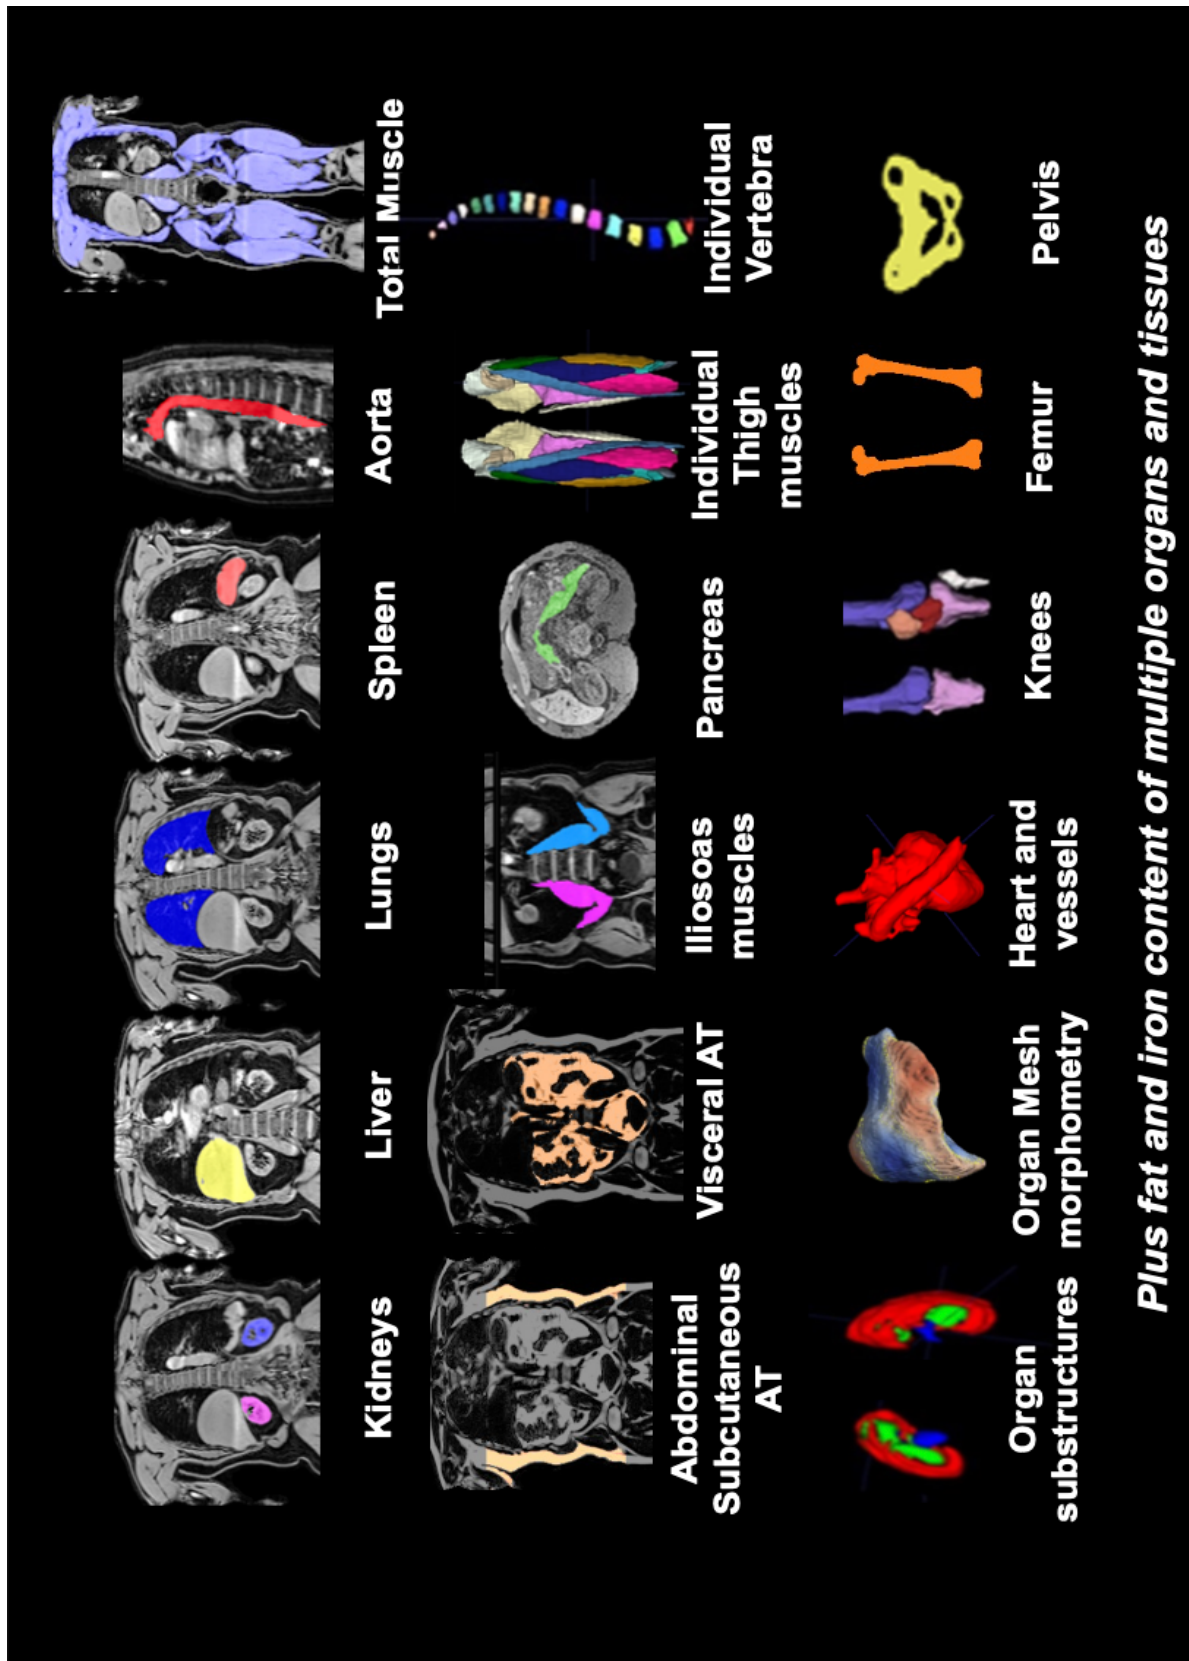 Kidneys
Liver
Lungs
Spleen
Aorta
Total Muscle
Abdominal
Subcutaneous
AT
Visceral AT
Iliosoas
muscles
Pancreas
Individual
Thigh
muscles
Individual
Vertebra
Organ
substructures
Organ Mesh
morphometry
Heart and
vessels
Knees
Femur
Pelvis
Plus fat and iron content of multiple organs and tissues